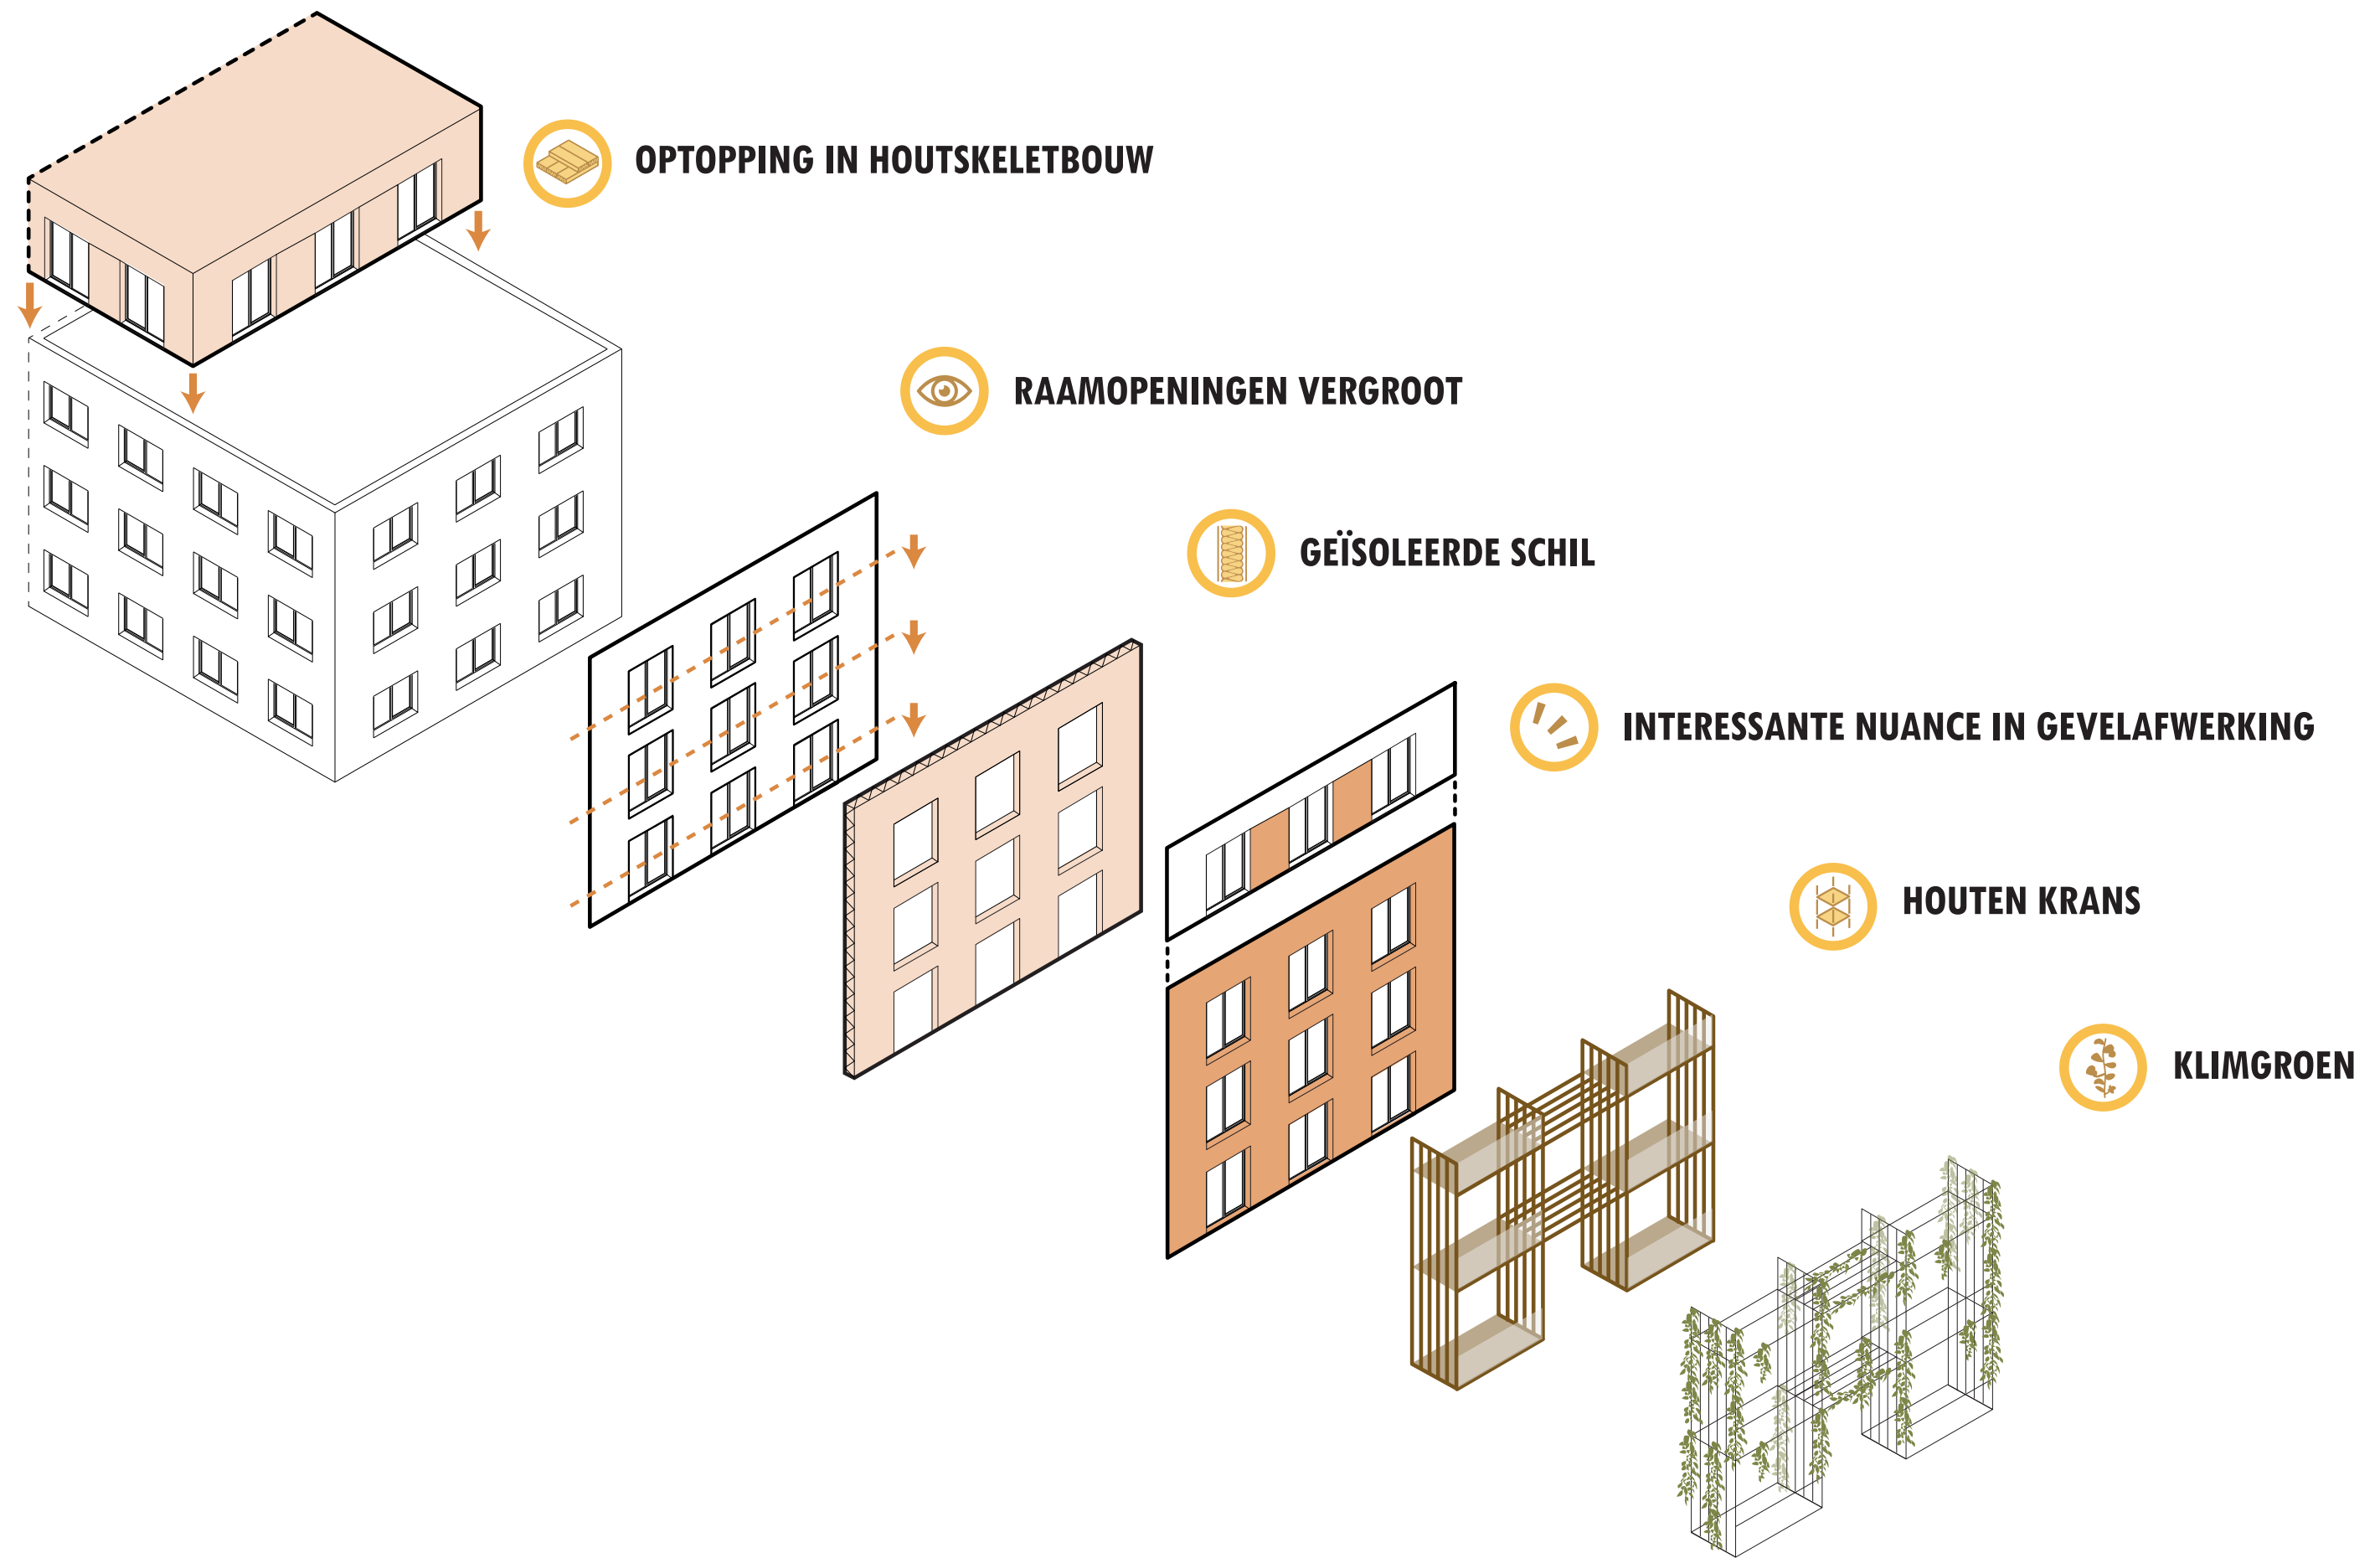 OPTOPPING IN HOUTSKELETBOUW
RAAMOPENINGEN VERGROOT
GEÏSOLEERDE SCHIL
INTERESSANTE NUANCE IN GEVELAFWERKING
HOUTEN KRANS
KLIMGROEN